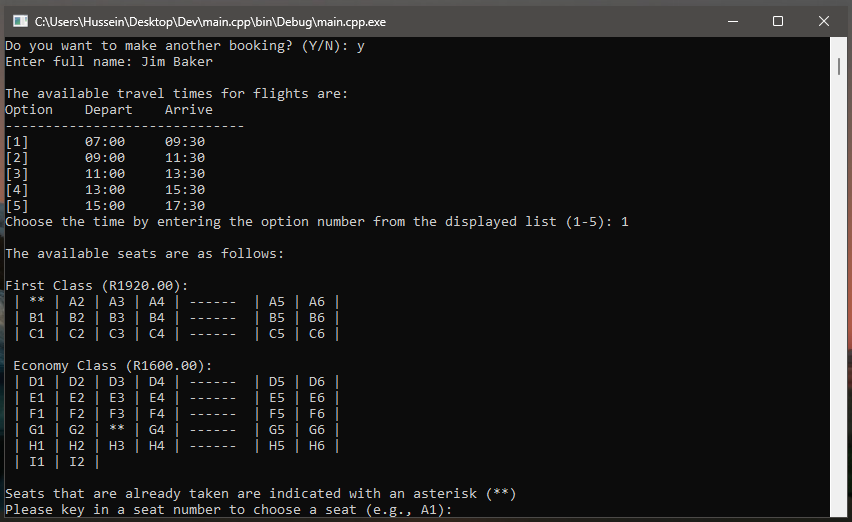 C:\Users\Hussein\Desktop\Dev\main.cpp\bin\Debug\main.cpp.exe
Do you want to make another booking? (Y/N): y
Enter full name: Jim Baker
The available travel times for flights are:
Option    Depart    Arrive
------------------------------
[1]       07:00     09:30
[2]       09:00     11:30
[3]       11:00     13:30
[4]       13:00     15:30
[5]       15:00     17:30
Choose the time by entering the option number from the displayed list (1-5): 1
The available seats are as follows:
First Class (R1920.00):
| ** | A2 | A3 | A4 | ------  | A5 | A6 |
| B1 | B2 | B3 | B4 | ------  | B5 | B6 |
| C1 | C2 | C3 | C4 | ------  | C5 | C6 |
Economy Class (R1600.00):
| D1 | D2 | D3 | D4 | ------  | D5 | D6 |
| E1 | E2 | E3 | E4 | ------  | E5 | E6 |
| F1 | F2 | F3 | F4 | ------  | F5 | F6 |
| G1 | G2 | ** | G4 | ------  | G5 | G6 |
| H1 | H2 | H3 | H4 | ------  | H5 | H6 |
| I1 | I2 |
Seats that are already taken are indicated with an asterisk (**)
Please key in a seat number to choose a seat (e.g., A1):